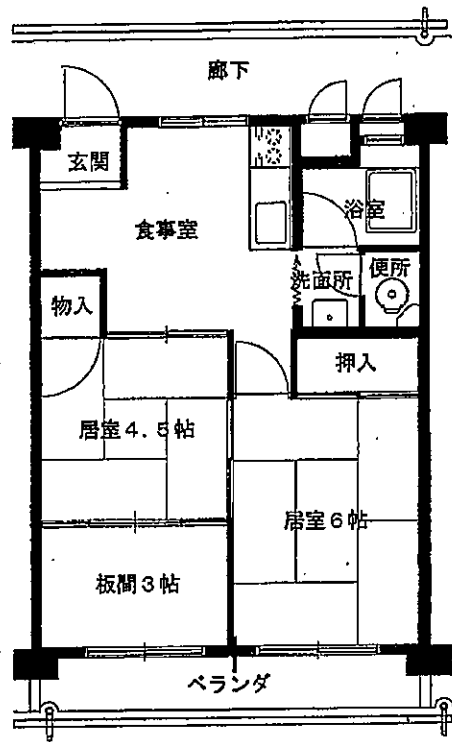 廊下
玄関
浴室
食事室
洗面所
便所
物入
押入
居室4.5帖
居室6帖
板間3帖
ベランダ